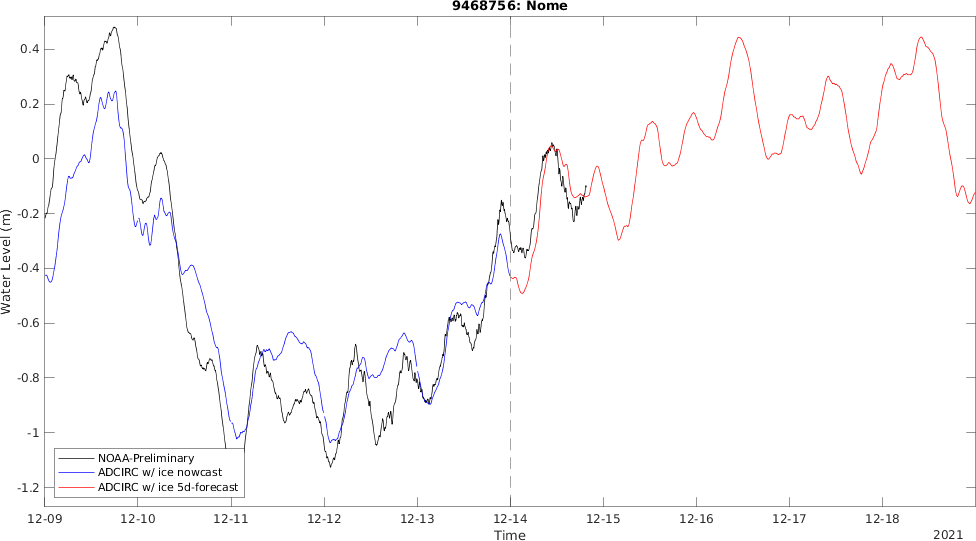 9468756: Nome
0.4
0.2
0
-0.2
-0.4
-0.6
-0.8
-1
-1.2
Water Level (m)
NOAA-Preliminary
ADCIRC w/ ice nowcast
ADCIRC w/ ice 5d-forecast
12-09 12-10 12-11 12-12 12-13 12-14 12-15 12-16 12-17 12-18
Time
2021